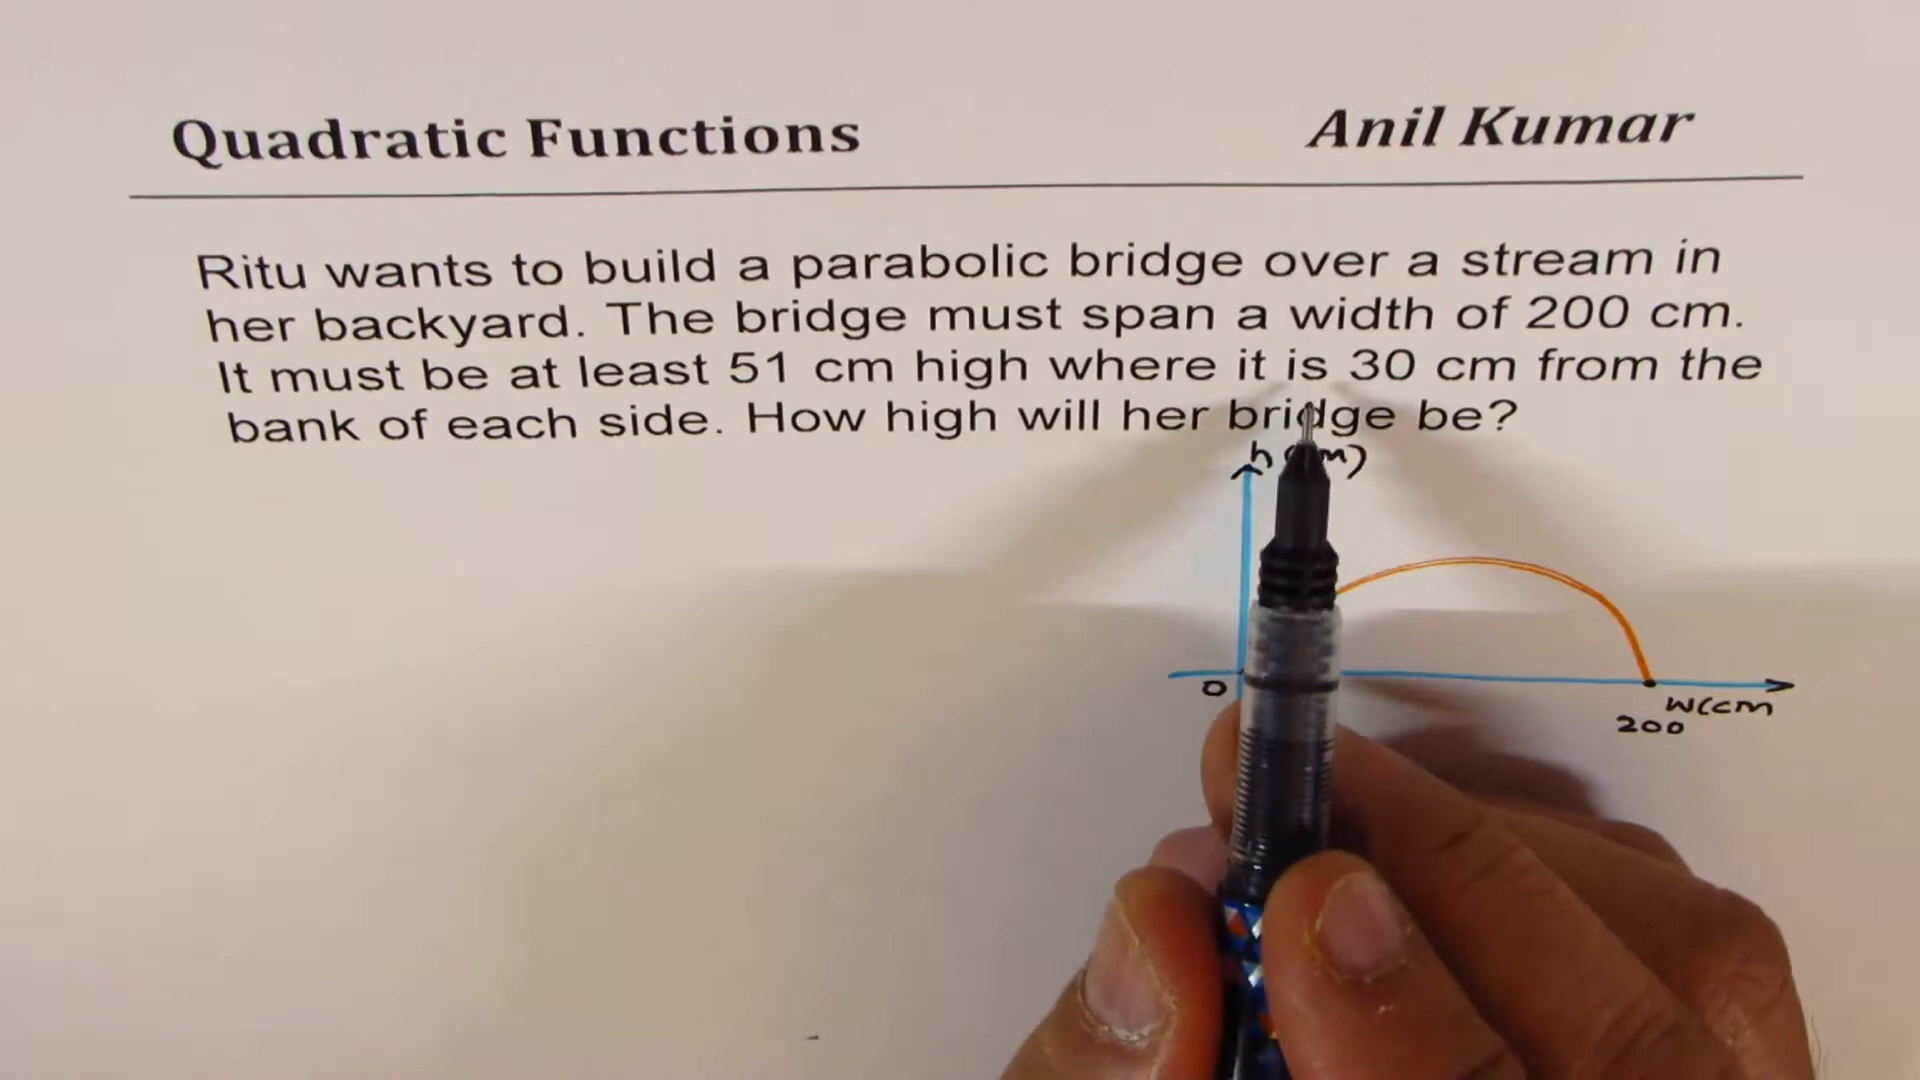 Quadratic Functions Anil Kumar
Ritu wants to build a parabolic bridge over a stream in
her backyard. The bridge must span a width of 200 cm.
It must be at least 51 cm high where it is 30 cm from the
bank of each side. How high will her bridge be?
h
0
W(cm
200